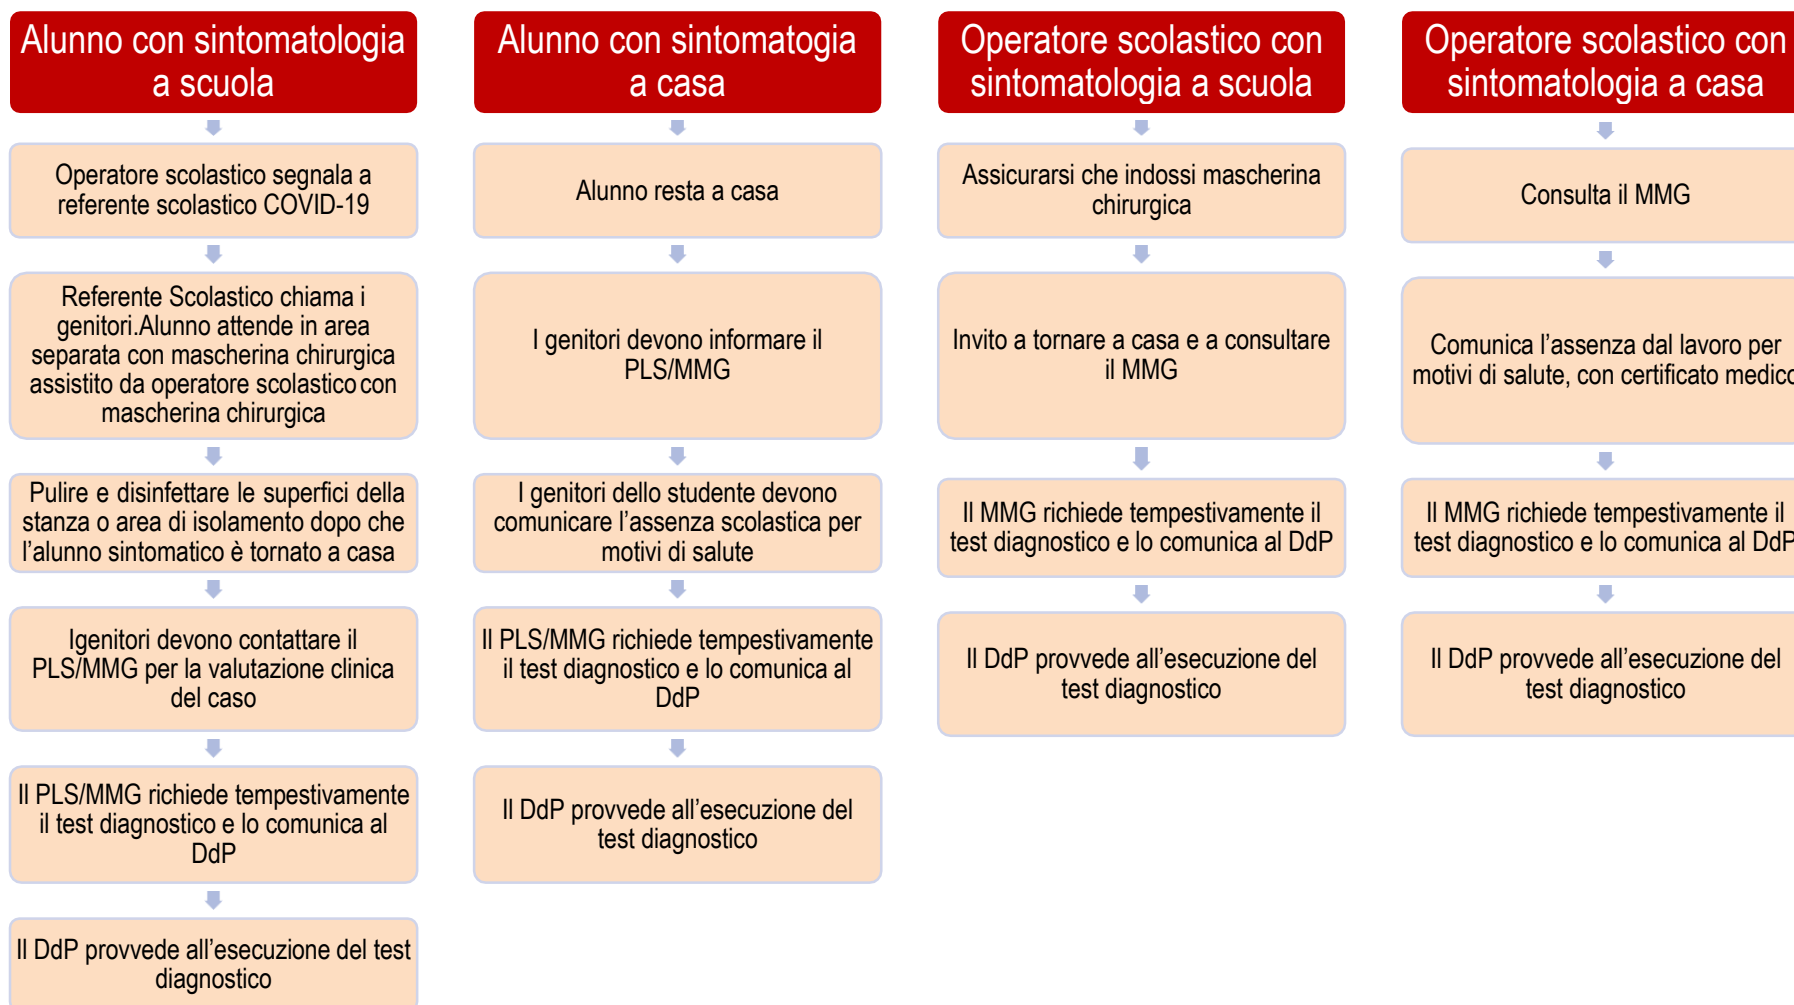 Alunno con sintomatologia
a scuola
Operatore scolastico segnala a
referente scolastico COVID-19
Referente Scolastico chiama i
genitori.Alunno attende in area
separata con mascherina chirurgica
assistito da operatore scolastico con
mascherina chirurgica
Pulire e disinfettare le superfici della
stanza o area di isolamento dopo che
l’alunno sintomatico è tornato a casa
Igenitori devono contattare il
PLS/MMG per la valutazione clinica
del caso
Il PLS/MMG richiede tempestivamente
il test diagnostico e lo comunica al
DdP
Il DdP provvede all’esecuzione del test
diagnostico
Alunno con sintomatogia
a casa
Alunno resta a casa
I genitori devono informare il
PLS/MMG
I genitori dello studente devono
comunicare l’assenza scolastica per
motivi di salute
Il PLS/MMG richiede tempestivamente
il test diagnostico e lo comunica al
DdP
Il DdP provvede all’esecuzione del
test diagnostico
Operatore scolastico con
sintomatologia a scuola
Assicurarsi che indossi mascherina
chirurgica
Invito a tornare a casa e a consultare
il MMG
Il MMG richiede tempestivamente il
test diagnostico e lo comunica al DdP
Il DdP provvede all’esecuzione del
test diagnostico
Operatore scolastico con
sintomatologia a casa
Consulta il MMG
Comunica l’assenza dal lavoro per
motivi di salute, con certificato medico
Il MMG richiede tempestivamente il
test diagnostico e lo comunica al DdP
Il DdP provvede all’esecuzione del
test diagnostico